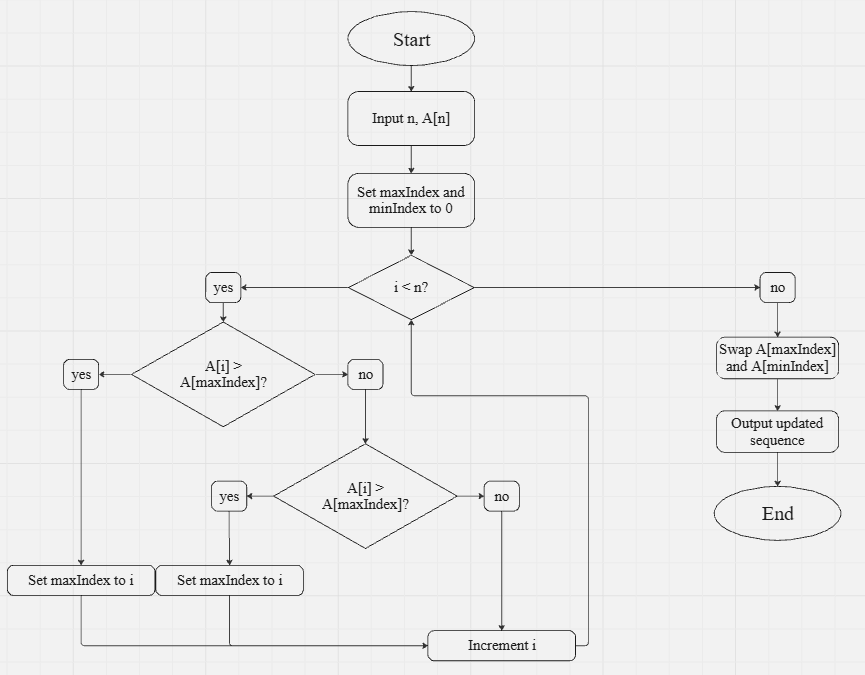 Start
Input n, A[n]
Set maxIndex and
minIndex to 0
i < n?
yes
no
A[i] >
A[maxIndex]?
yes
no
Swap A[maxIndex]
and A[minIndex]
Output updated
sequence
End
A[i] >
A[maxIndex]?
yes
no
Set maxIndex to i
Set maxIndex to i
Increment i